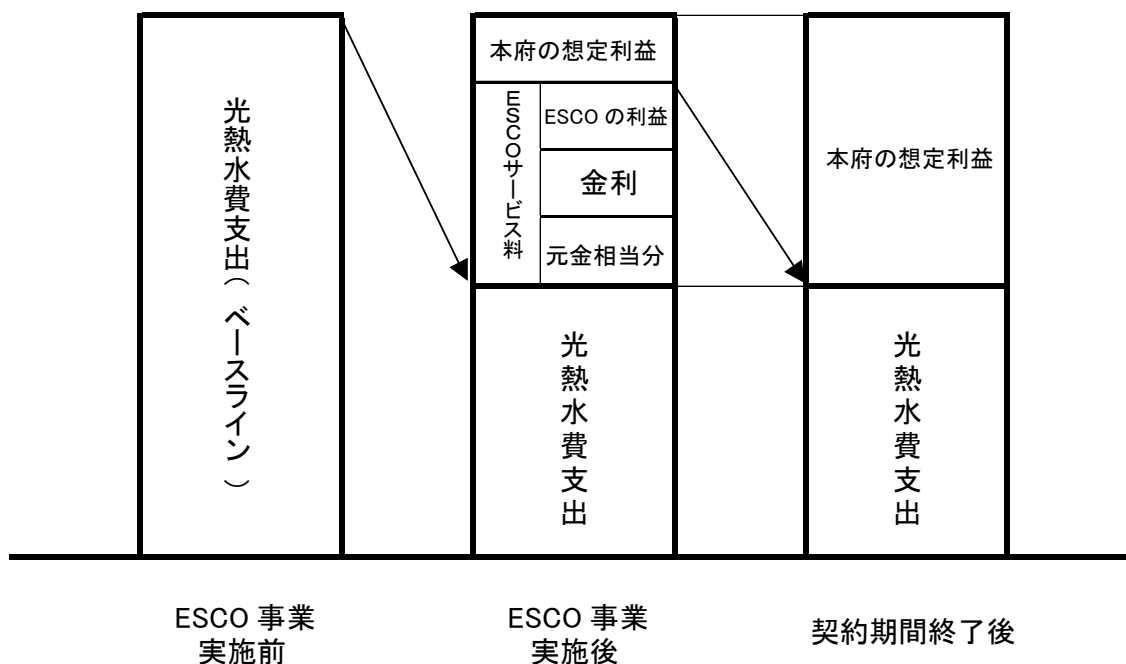 光熱水費支出（ベースライン）
本府の想定利益
ESCOサービス料
ESCO の利益
金利
元金相当分
光熱水費支出
本府の想定利益
光熱水費支出
ESCO 事業
実施前
ESCO 事業
実施後
契約期間終了後